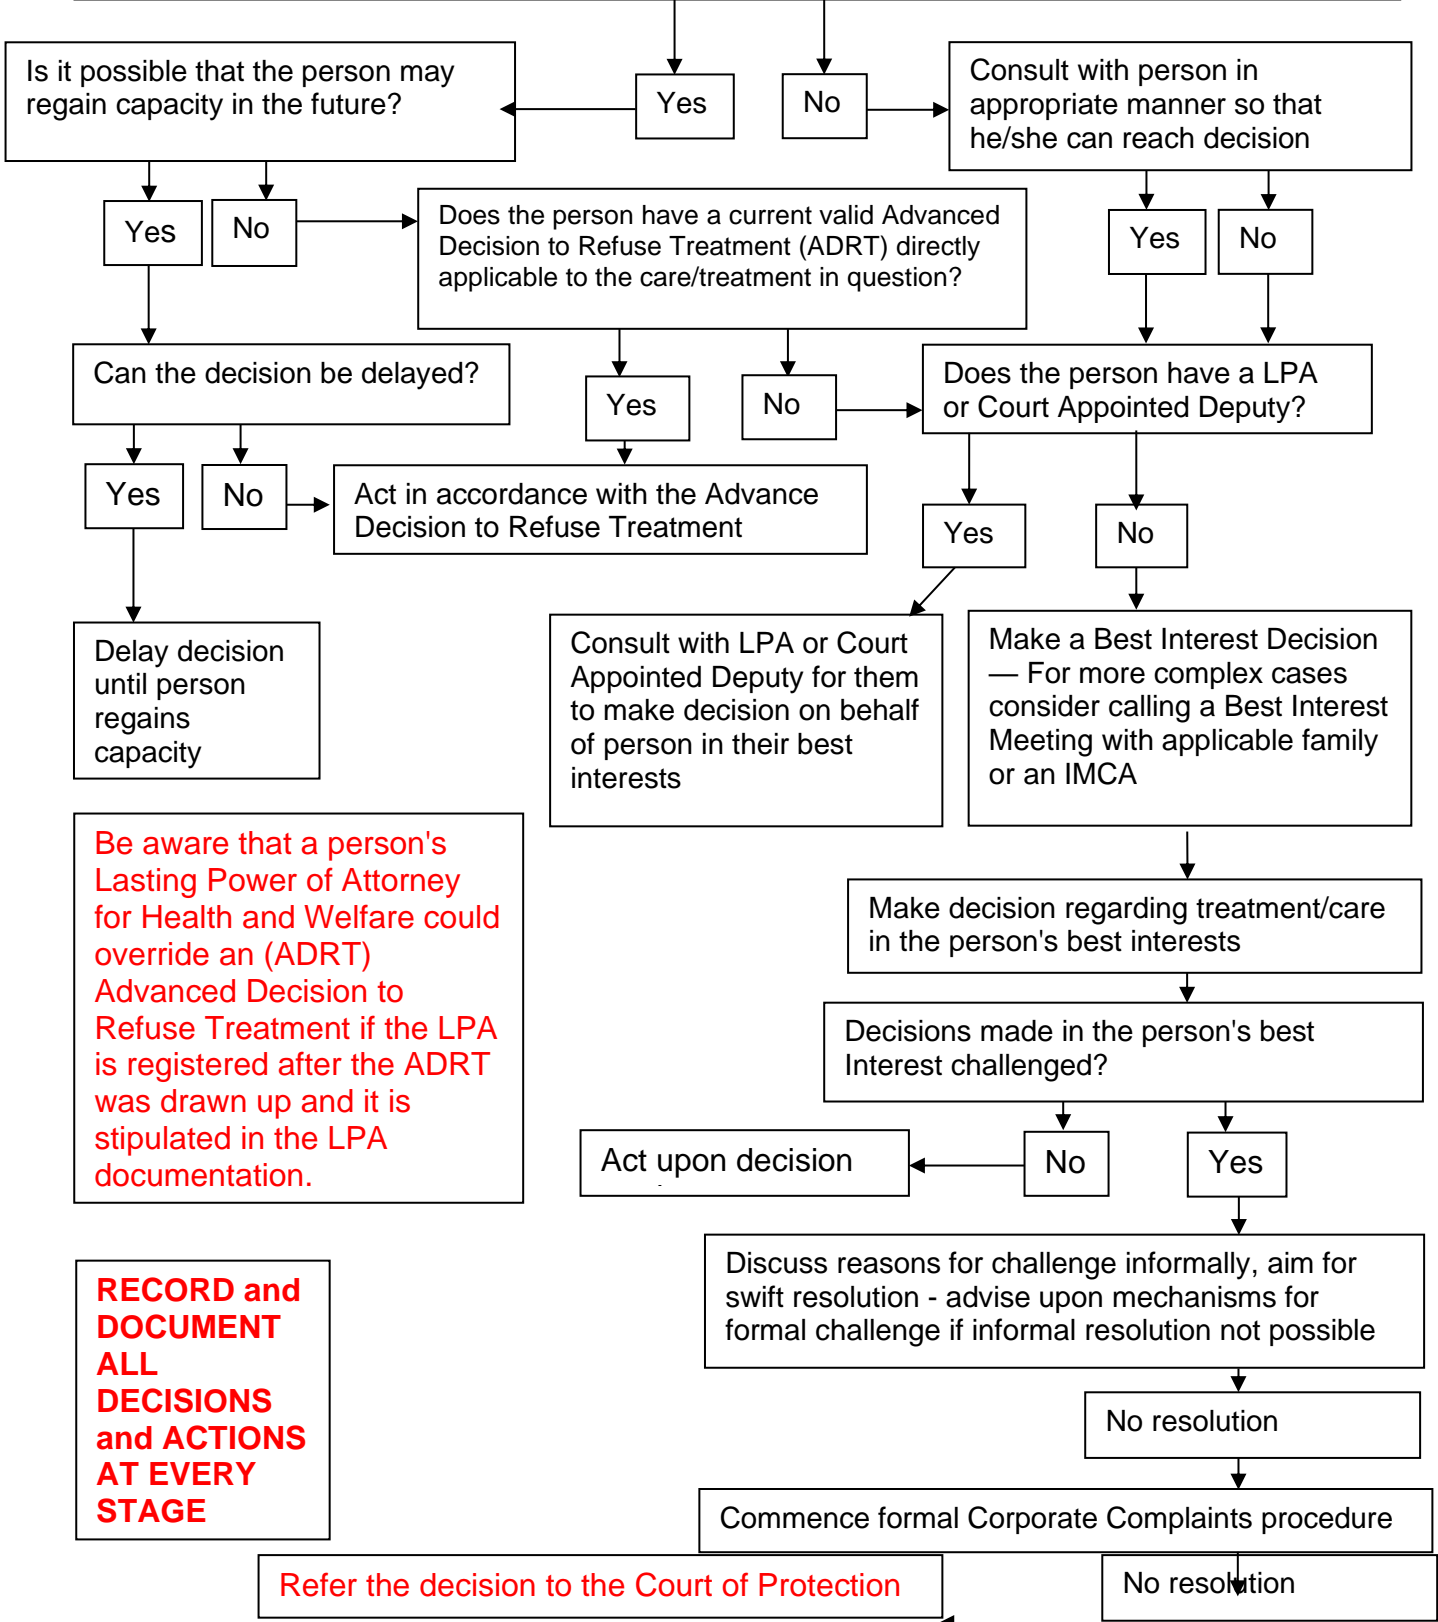 Is it possible that the person may
regain capacity in the future?
Yes
No
Consult with person in
appropriate manner so that
he/she can reach decision
Yes
No
Does the person have a current valid Advanced
Decision to Refuse Treatment (ADRT) directly
applicable to the care/treatment in question?
Yes
No
Can the decision be delayed?
Yes
No
Does the person have a LPA
or Court Appointed Deputy?
Yes
No
Act in accordance with the Advance
Decision to Refuse Treatment
Yes
No
Delay decision
until person
regains
capacity
Consult with LPA or Court
Appointed Deputy for them
to make decision on behalf
of person in their best
interests
Make a Best Interest Decision
— For more complex cases
consider calling a Best Interest
Meeting with applicable family
or an IMCA
Be aware that a person's
Lasting Power of Attorney
for Health and Welfare could
override an (ADRT)
Advanced Decision to
Refuse Treatment if the LPA
is registered after the ADRT
was drawn up and it is
stipulated in the LPA
documentation.
Make decision regarding treatment/care
in the person's best interests
Decisions made in the person's best
Interest challenged?
Act upon decision
No
Yes
Discuss reasons for challenge informally, aim for
swift resolution - advise upon mechanisms for
formal challenge if informal resolution not possible
RECORD and
DOCUMENT
ALL
DECISIONS
and ACTIONS
AT EVERY
STAGE
No resolution
Commence formal Corporate Complaints procedure
Refer the decision to the Court of Protection
No resolution